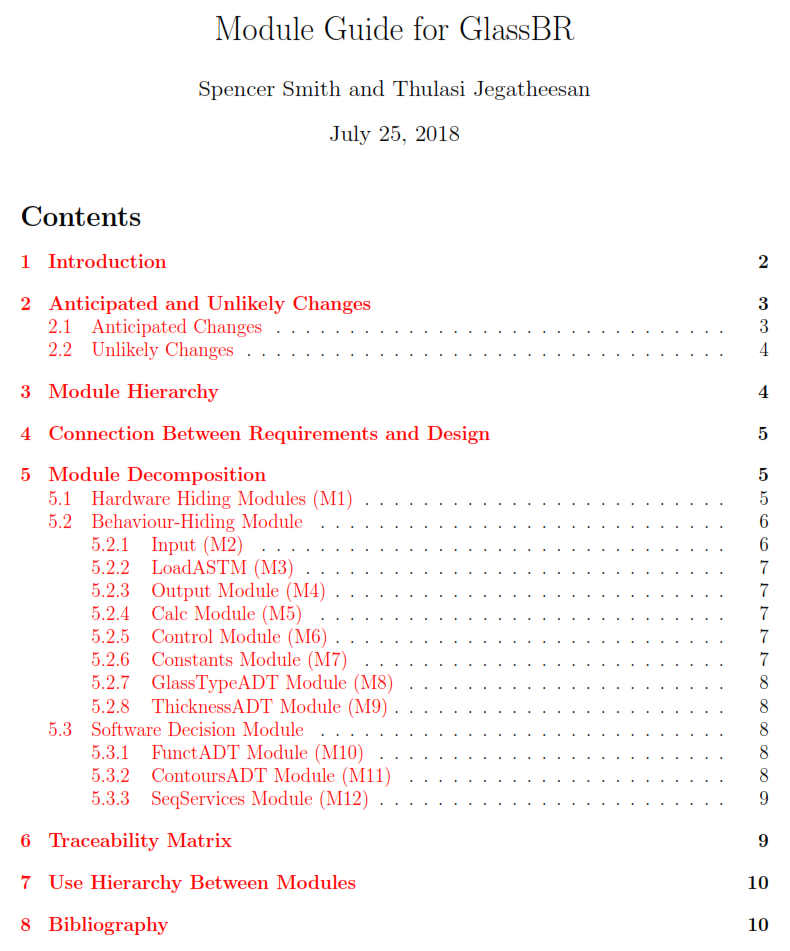 Module Guide for GlassBR
Spencer Smith and Thulasi Jegatheesan
July 25, 2018
Contents
1 Introduction 2
2 Anticipated and Unlikely Changes 3
2.1 Anticipated Changes . . . . . . . . . . . . . . . . . . . . . . . . . . . . . . . 3
2.2 Unlikely Changes . . . . . . . . . . . . . . . . . . . . . . . . . . . . . . . . . 4
3 Module Hierarchy 4
4 Connection Between Requirements and Design 5
5 Module Decomposition 5
5.1 Hardware Hiding Modules (M1) . . . . . . . . . . . . . . . . . . . . . . . . . 5
5.2 Behaviour-Hiding Module . . . . . . . . . . . . . . . . . . . . . . . . . . . . 6
5.2.1 Input (M2) . . . . . . . . . . . . . . . . . . . . . . . . . . . . . . . . 6
5.2.2 LoadASTM (M3) . . . . . . . . . . . . . . . . . . . . . . . . . . . . . 7
5.2.3 Output Module (M4) . . . . . . . . . . . . . . . . . . . . . . . . . . . 7
5.2.4 Calc Module (M5) . . . . . . . . . . . . . . . . . . . . . . . . . . . 7
5.2.5 Control Module (M6) . . . . . . . . . . . . . . . . . . . . . . . . . . . 7
5.2.6 Constants Module (M7) . . . . . . . . . . . . . . . . . . . . . . . . . 7
5.2.7 GlassTypeADT Module (M8) . . . . . . . . . . . . . . . . . . . . . . 8
5.2.8 ThicknessADT Module (M9) . . . . . . . . . . . . . . . . . . . . . . . 8
5.3 Software Decision Module . . . . . . . . . . . . . . . . . . . . . . . . . . . . 8
5.3.1 FunctADT Module (M10) . . . . . . . . . . . . . . . . . . . . . . . . 8
5.3.2 ContoursADT Module (M11) . . . . . . . . . . . . . . . . . . . . . . 8
5.3.3 SeqServices Module (M12) . . . . . . . . . . . . . . . . . . . . . . . . 9
6 Traceability Matrix 9
7 Use Hierarchy Between Modules 10
8 Bibliography 10